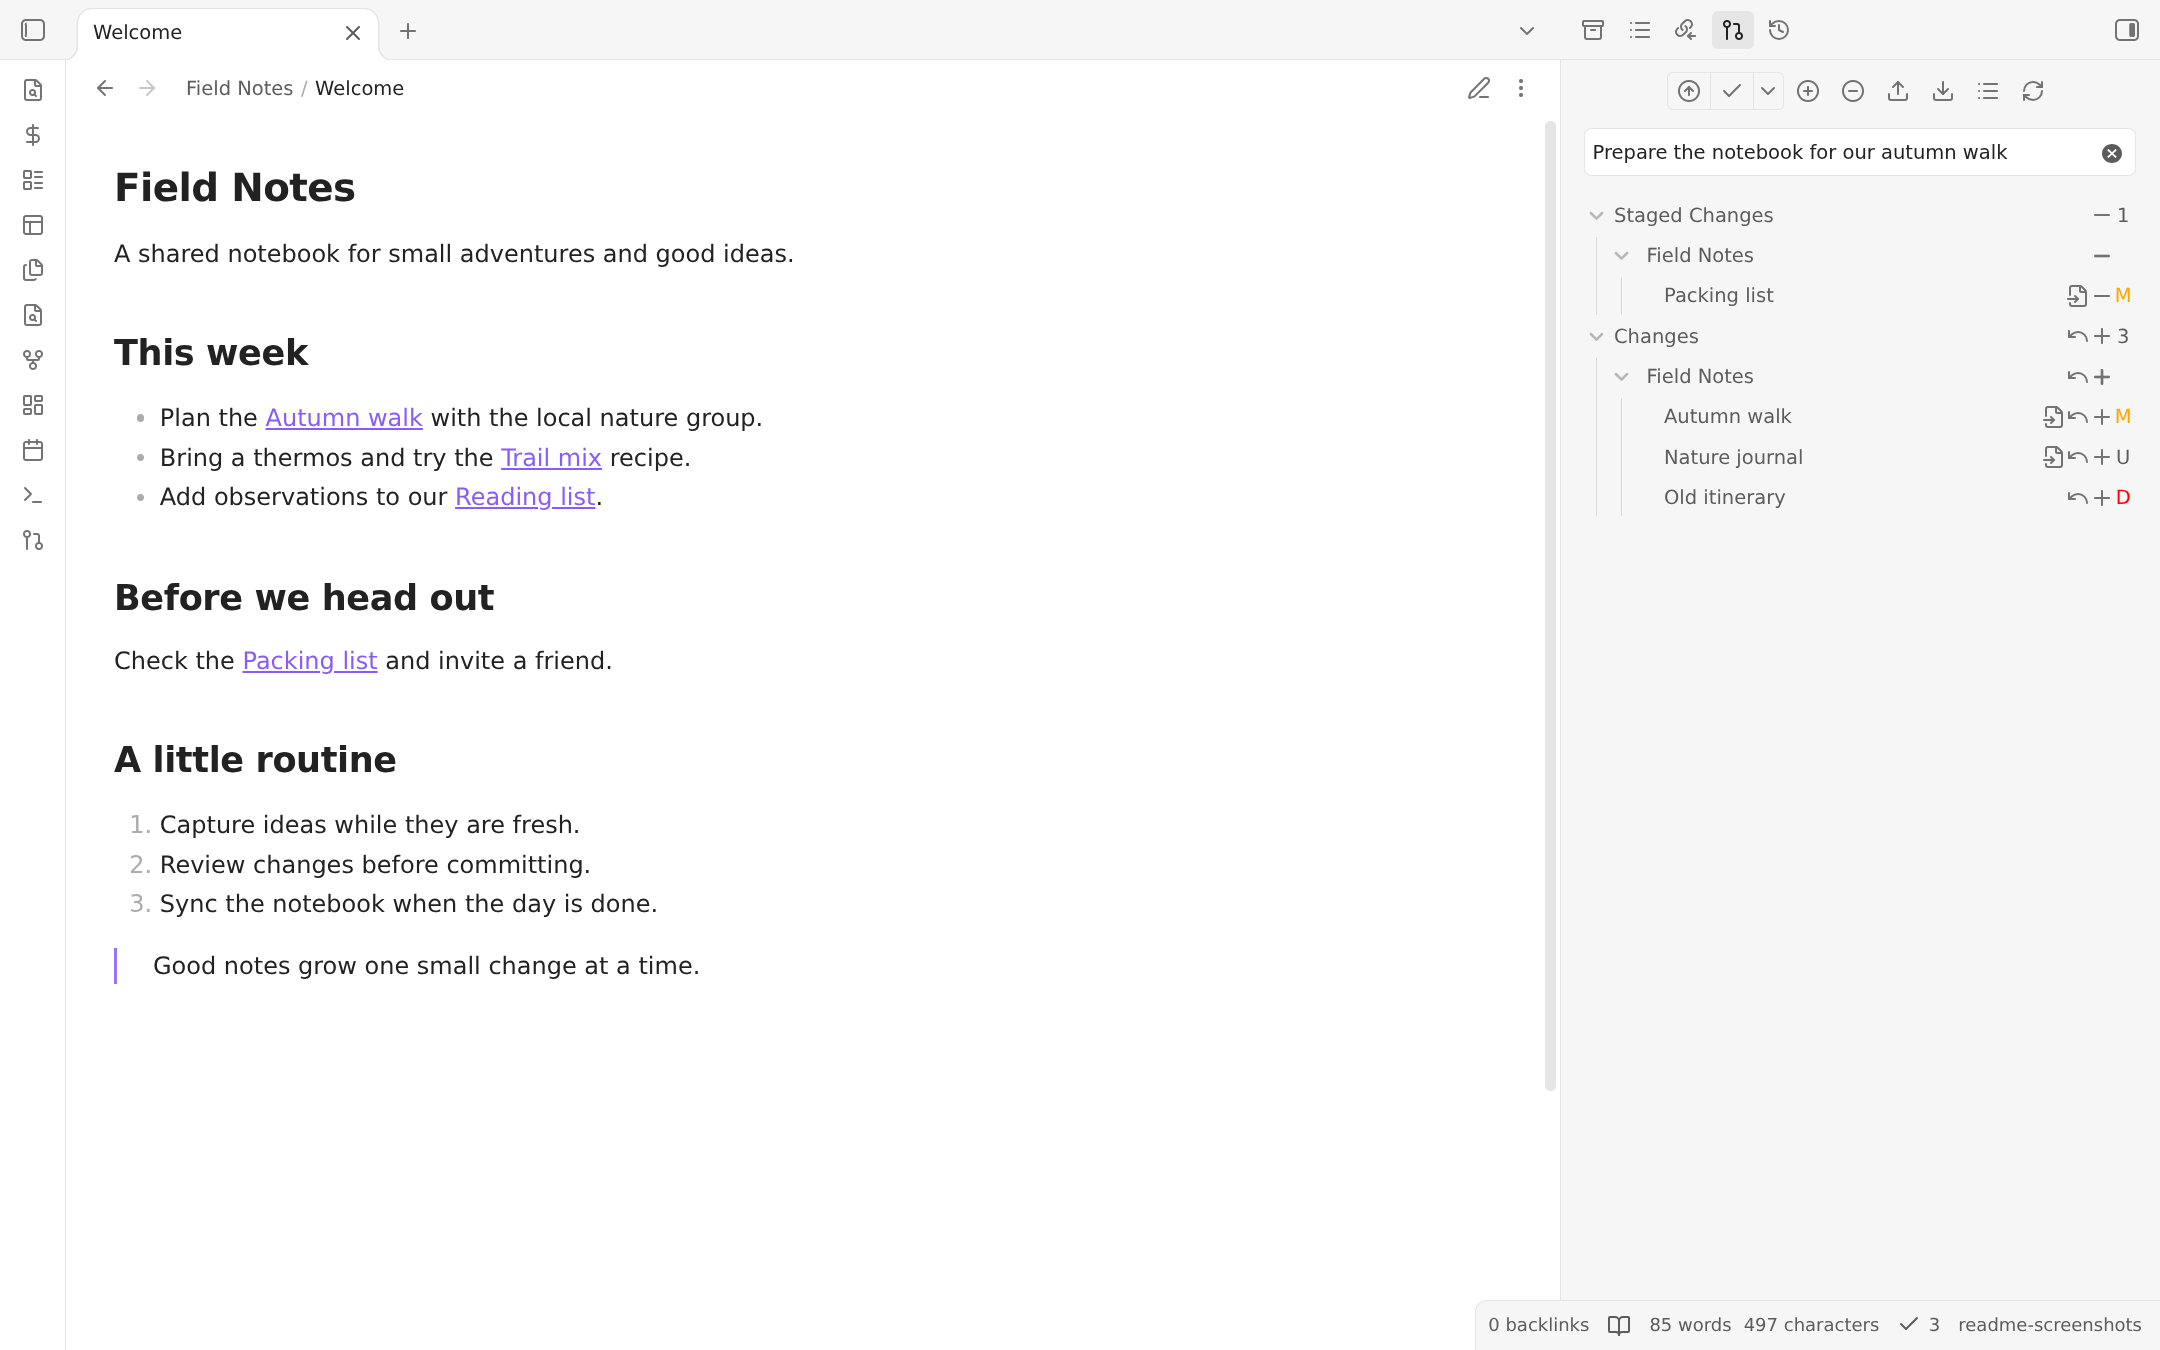 Welcome
Field Notes / Welcome
Field Notes
A shared notebook for small adventures and good ideas.
This week
Plan the Autumn walk with the local nature group.
Bring a thermos and try the Trail mix recipe.
Add observations to our Reading list.
Before we head out
Check the Packing list and invite a friend.
A little routine
1. Capture ideas while they are fresh.
2. Review changes before committing.
3. Sync the notebook when the day is done.
Good notes grow one small change at a time.
Prepare the notebook for our autumn walk
Staged Changes 1
Field Notes
Packing list M
Changes 3
Field Notes
Autumn walk M
Nature journal U
Old itinerary D
0 backlinks 85 words 497 characters 3 readme-screenshots